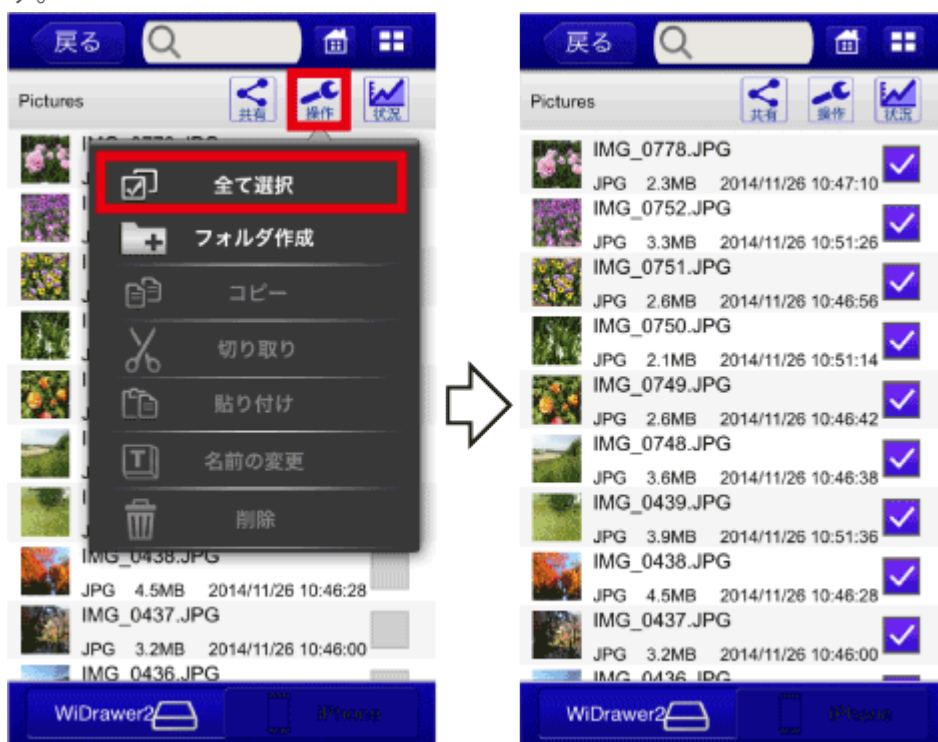 す。
戻る
Pictures
共有 操作 状況
全て選択
フォルダ作成
コピー
切り取り
貼り付け
名前の変更
削除
IMG_0438.JPG
JPG 4.5MB 2014/11/26 10:46:28
IMG_0437.JPG
JPG 3.2MB 2014/11/26 10:46:00
IMG_0436.JPG
WiDrawer2 iPhone
戻る
Pictures
共有 操作 状況
IMG_0778.JPG
JPG 2.3MB 2014/11/26 10:47:10
IMG_0752.JPG
JPG 3.3MB 2014/11/26 10:51:26
IMG_0751.JPG
JPG 2.6MB 2014/11/26 10:46:56
IMG_0750.JPG
JPG 2.1MB 2014/11/26 10:51:14
IMG_0749.JPG
JPG 2.6MB 2014/11/26 10:46:42
IMG_0748.JPG
JPG 3.6MB 2014/11/26 10:46:38
IMG_0439.JPG
JPG 3.9MB 2014/11/26 10:51:36
IMG_0438.JPG
JPG 4.5MB 2014/11/26 10:46:28
IMG_0437.JPG
JPG 3.2MB 2014/11/26 10:46:00
IMG_0436.JPG
WiDrawer2 iPhone